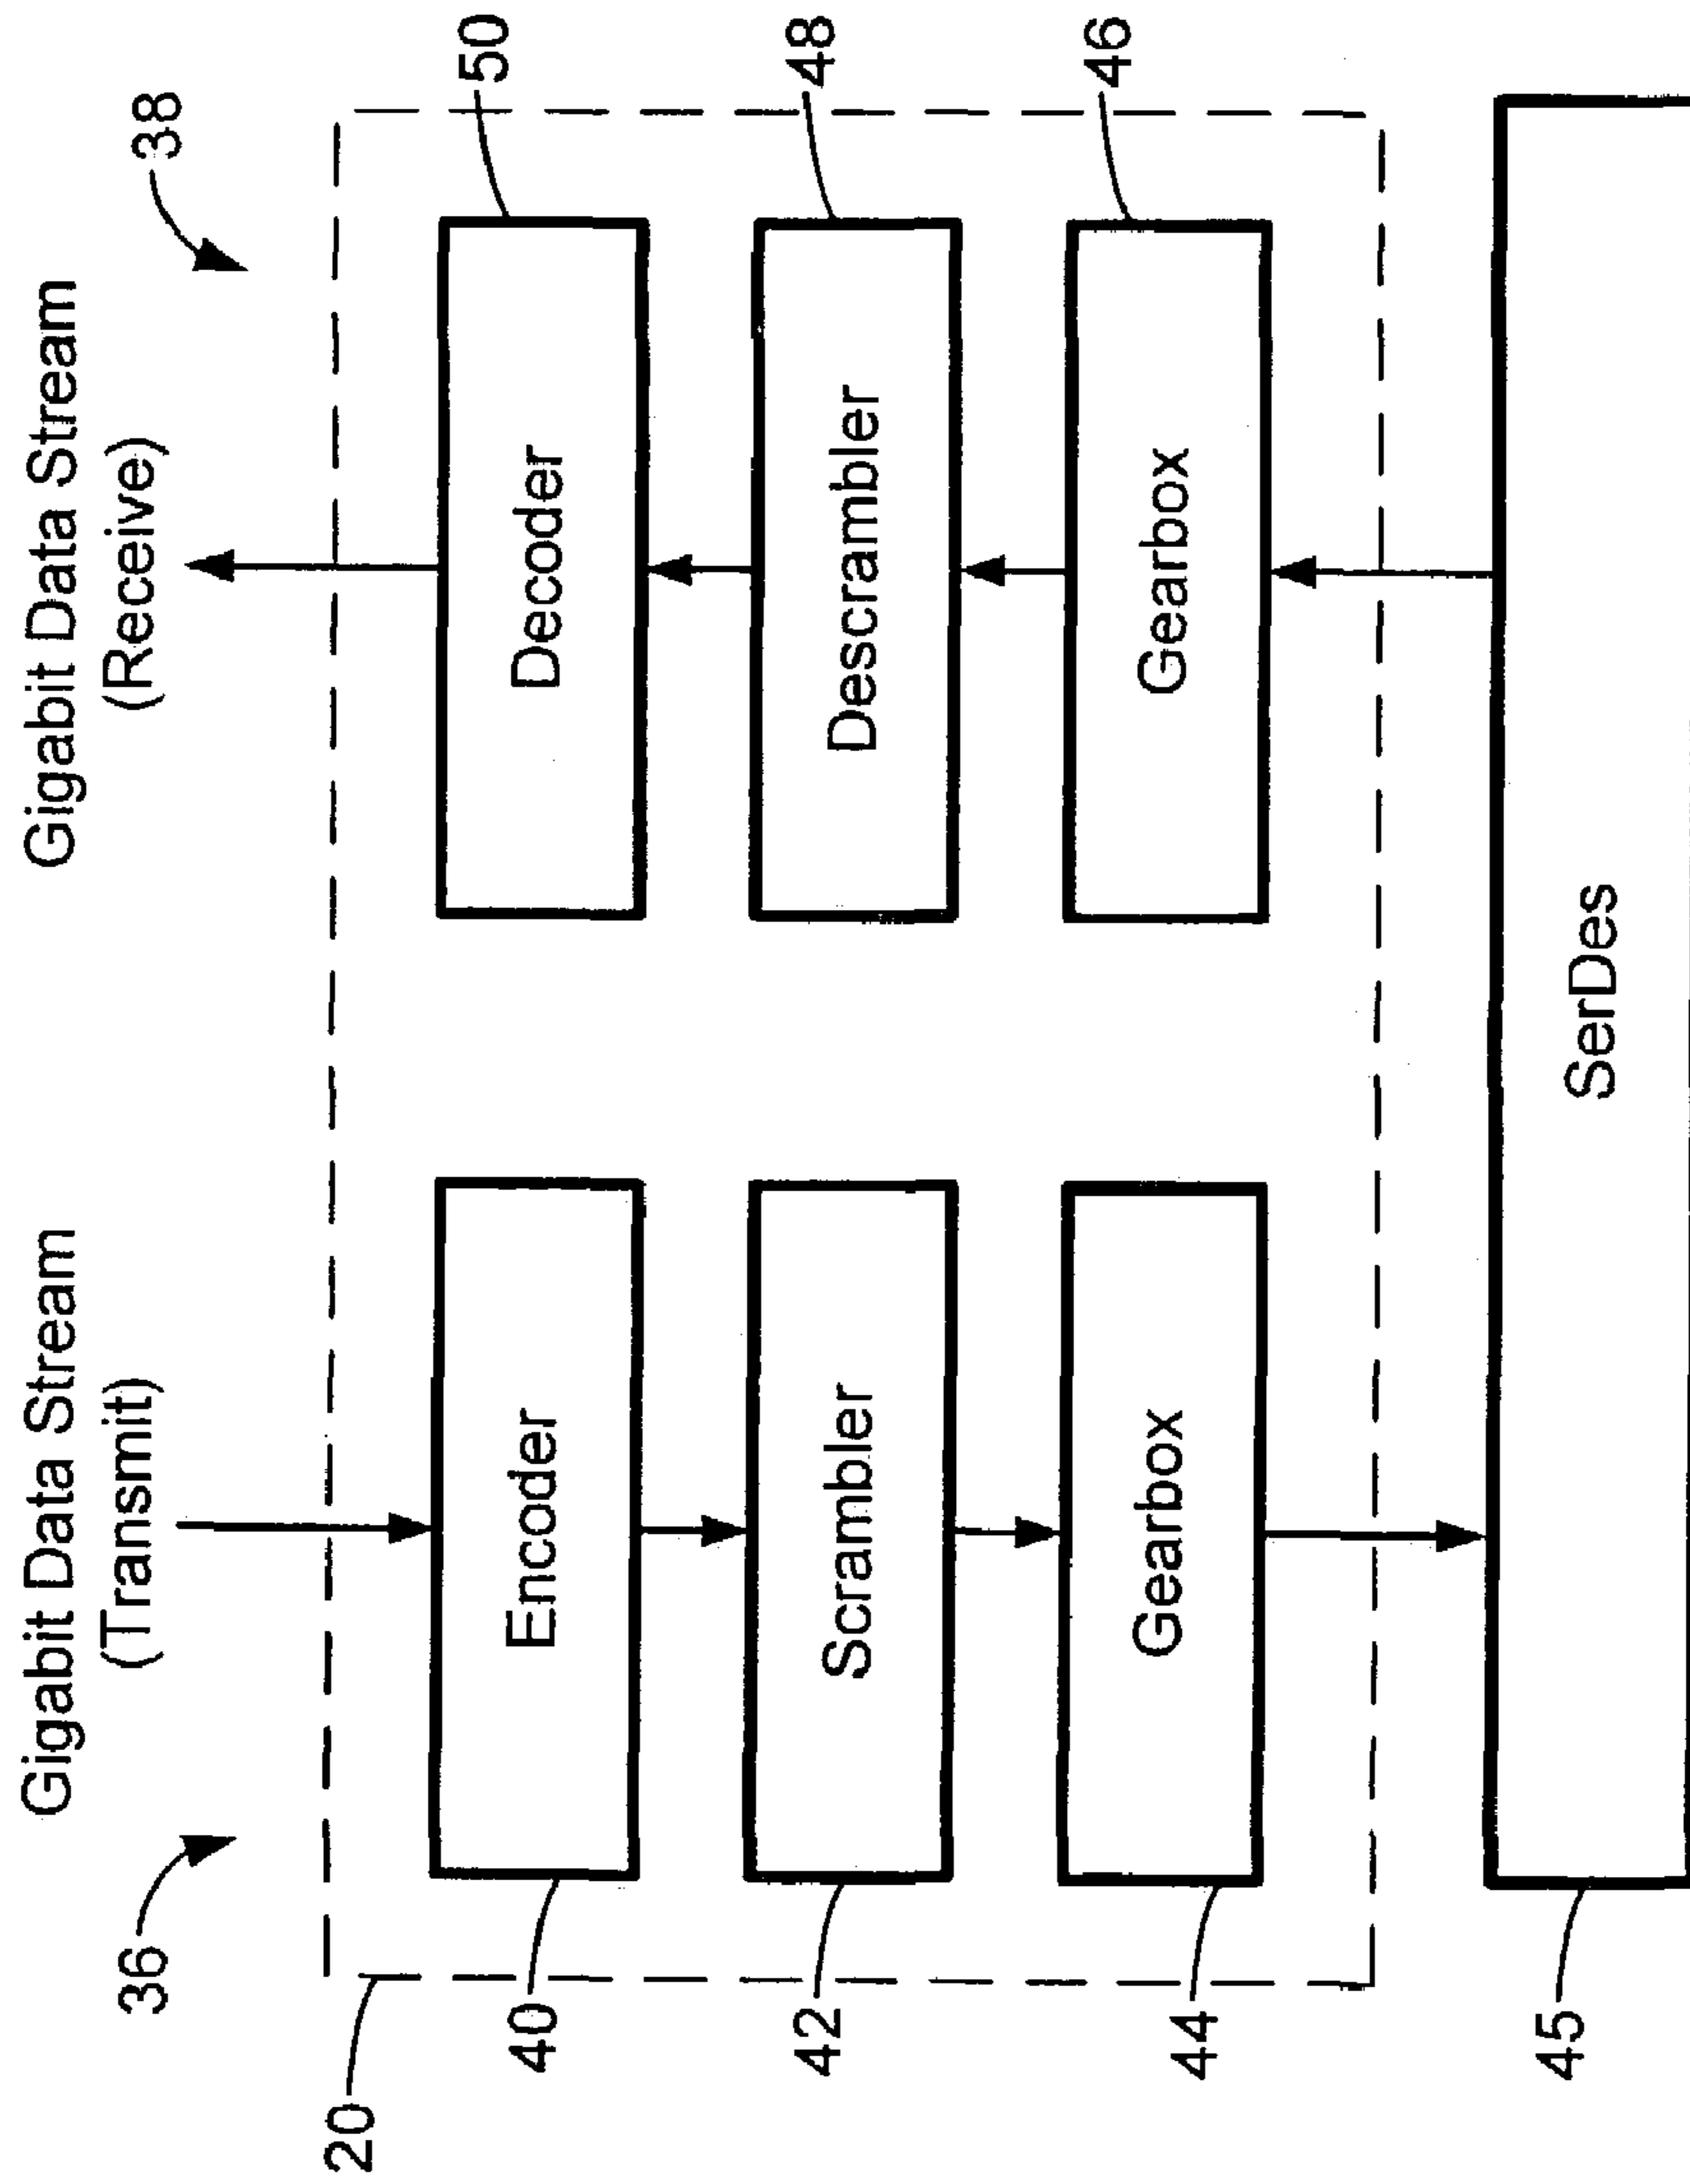 Gigabit Data Stream
(Transmit)
Gigabit Data Stream
(Receive)
36
38
20
40
Encoder
Decoder
50
42
Scrambler
Descrambler
48
44
Gearbox
Gearbox
46
45
SerDes